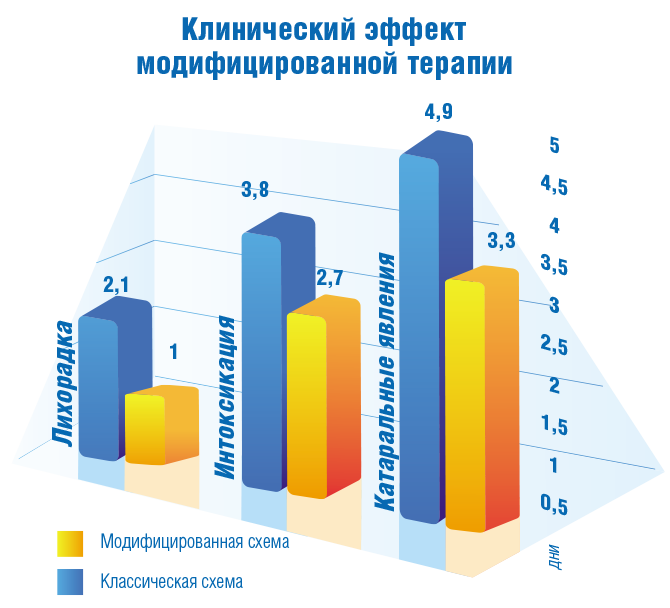 Клинический эффект
модифицированной терапии
4,9
3,8
3,3
2,7
2,1
1
Лихорадка
Интоксикация
Катаральные явления
5
4,5
4
3,5
3
2,5
2
1,5
1
0,5
дни
Модифицированная схема
Классическая схема